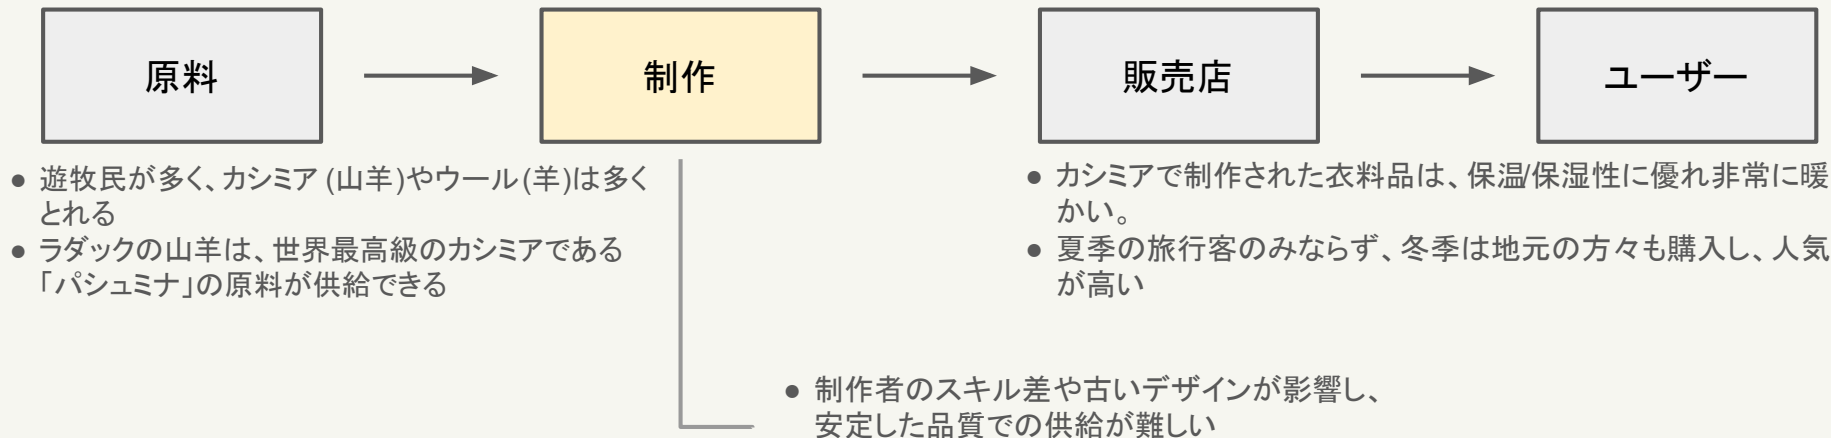 原料
制作
販売店
ユーザー
● 遊牧民が多く、カシミア (山羊)やウール(羊)は多く
とれる
● ラダックの山羊は、世界最高級のカシミアである
「パシュミナ」の原料が供給できる
● カシミアで制作された衣料品は、保温/保湿性に優れ非常に暖
かい。
● 夏季の旅行客のみならず、冬季は地元の方々も購入し、人気
が高い
● 制作者のスキル差や古いデザインが影響し、
安定した品質での供給が難しい